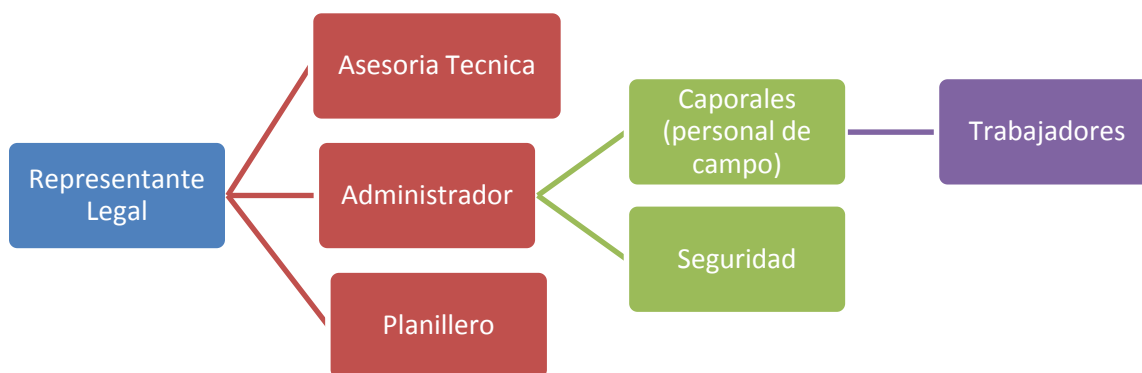 Representante
Legal
Asesoria Tecnica
Administrador
Planillero
Caporales
(personal de
campo)
Seguridad
Trabajadores